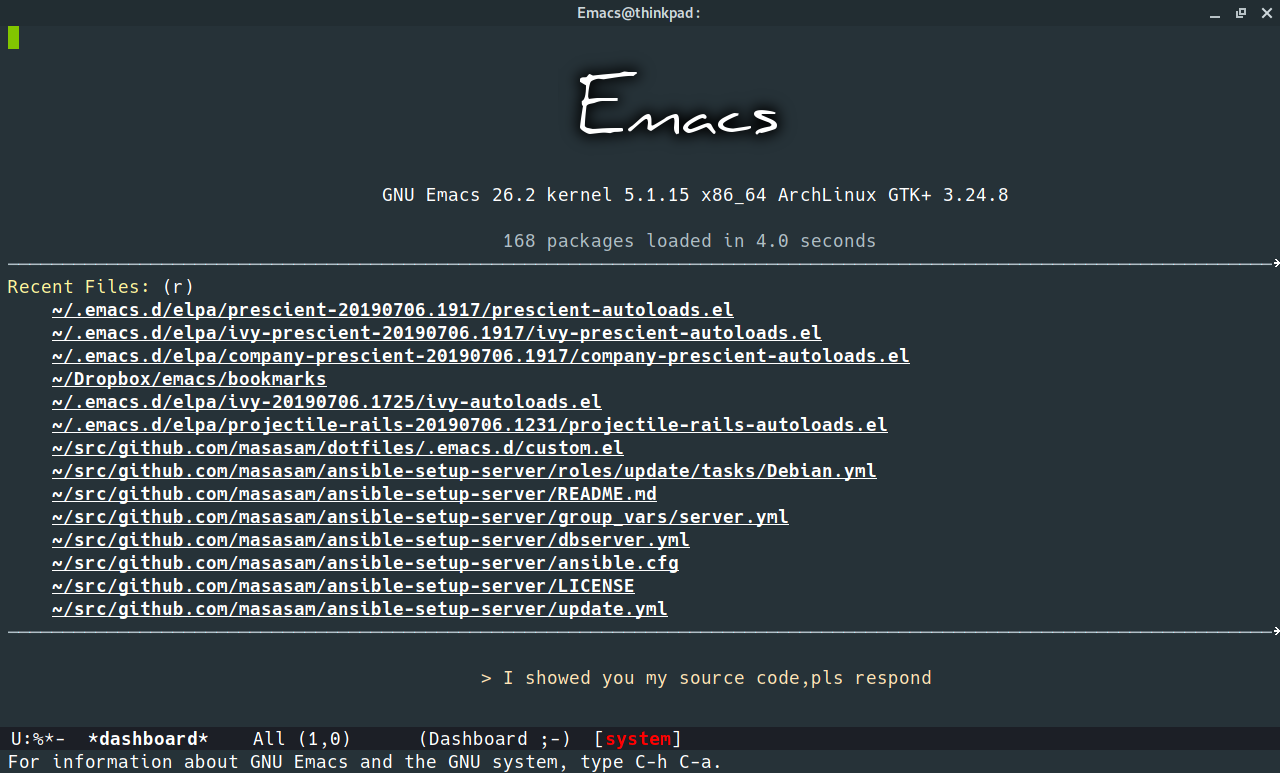 Emacs@thinkpad:
Emacs
GNU Emacs 26.2 kernel 5.1.15 x86_64 ArchLinux GTK+ 3.24.8
168 packages loaded in 4.0 seconds
Recent Files: (r)
~/.emacs.d/elpa/prescient-20190706.1917/prescient-autoloads.el
~/.emacs.d/elpa/ivy-prescient-20190706.1917/ivy-prescient-autoloads.el
~/.emacs.d/elpa/company-prescient-20190706.1917/company-prescient-autoloads.el
~/Dropbox/emacs/bookmarks
~/.emacs.d/elpa/ivy-20190706.1725/ivy-autoloads.el
~/.emacs.d/elpa/projectile-rails-20190706.1231/projectile-rails-autoloads.el
~/src/github.com/masasam/dotfiles/.emacs.d/custom.el
~/src/github.com/masasam/ansible-setup-server/roles/update/tasks/Debian.yml
~/src/github.com/masasam/ansible-setup-server/README.md
~/src/github.com/masasam/ansible-setup-server/group_vars/server.yml
~/src/github.com/masasam/ansible-setup-server/dbserver.yml
~/src/github.com/masasam/ansible-setup-server/ansible.cfg
~/src/github.com/masasam/ansible-setup-server/LICENSE
~/src/github.com/masasam/ansible-setup-server/update.yml
> I showed you my source code,pls respond
U:%*-  *dashboard*    All (1,0)      (Dashboard ;-)  [system]
For information about GNU Emacs and the GNU system, type C-h C-a.